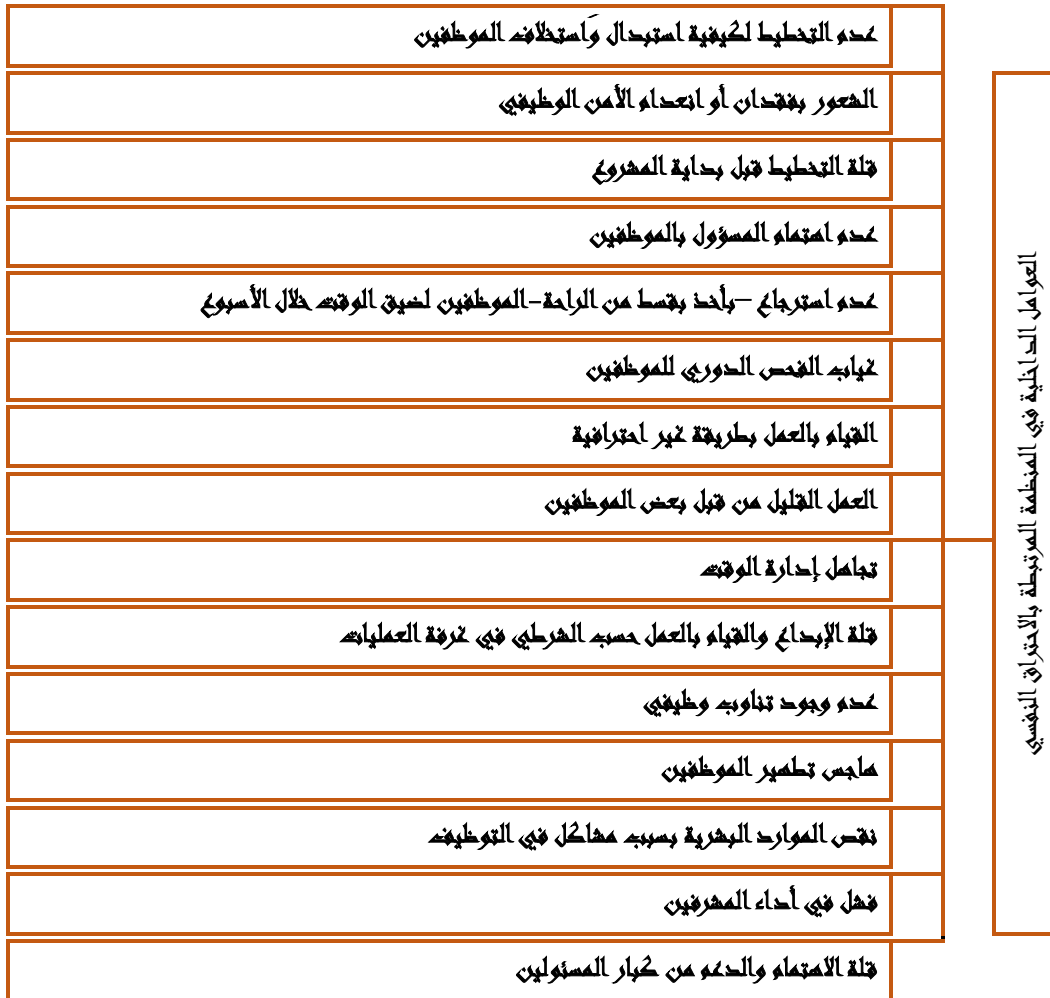 العوامل الداخلية في المنظمة المرتبطة بالاحتراق النفسي
عدم التخطيط لكيفية استبدال وَاستخلاف الموظفين
الشعور بفقدان أو انعدام الأمن الوظيفي
قلة التخطيط قبل بداية المشروع
عدم اهتمام المسؤول بالموظفين
عدم استرجاع –بأخذ بقسط من الراحة-الموظفين لضيق الوقت خلال الأسبوع
غياب الفحص الدوري للموظفين
القيام بالعمل بطريقة غير احترافية
العمل القليل من قبل بعض الموظفين
تجاهل إدارة الوقت
قلة الإبداع والقيام بالعمل حسب الشرطي في غرفة العمليات
عدم وجود تناوب وظيفي
هاجس تطهير الموظفين
نقص الموارد البشرية بسبب مشاكل في التوظيف
فشل في أداء المشرفين
قلة الاهتمام والدعم من كبار المسئولين